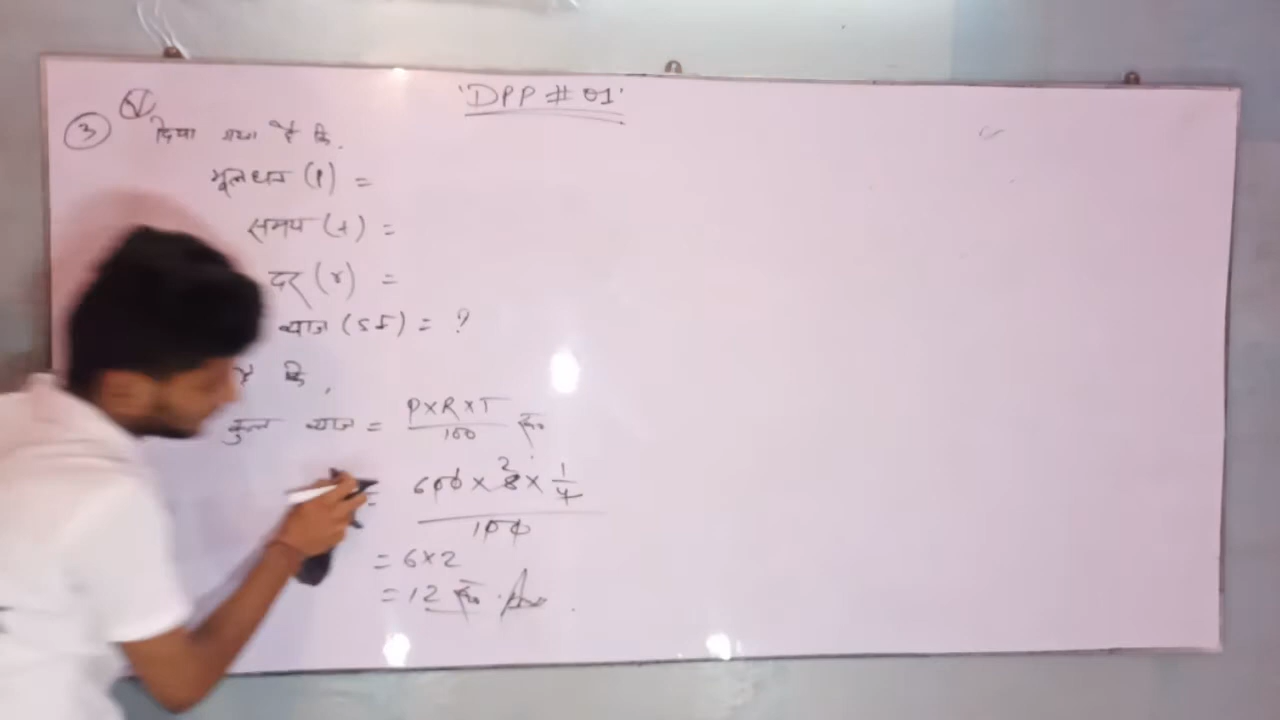 'DPP # 01'
3 दिया गया है कि,
मूलधन (P) =
समय (t) =
दर (r) =
ब्याज (SI) = ?
है कि,
कुल ब्याज = P×R×T/100 रु०
= 600 × 8 2 × 1/4 / 100
= 6×2
= 12 रु० Ans.